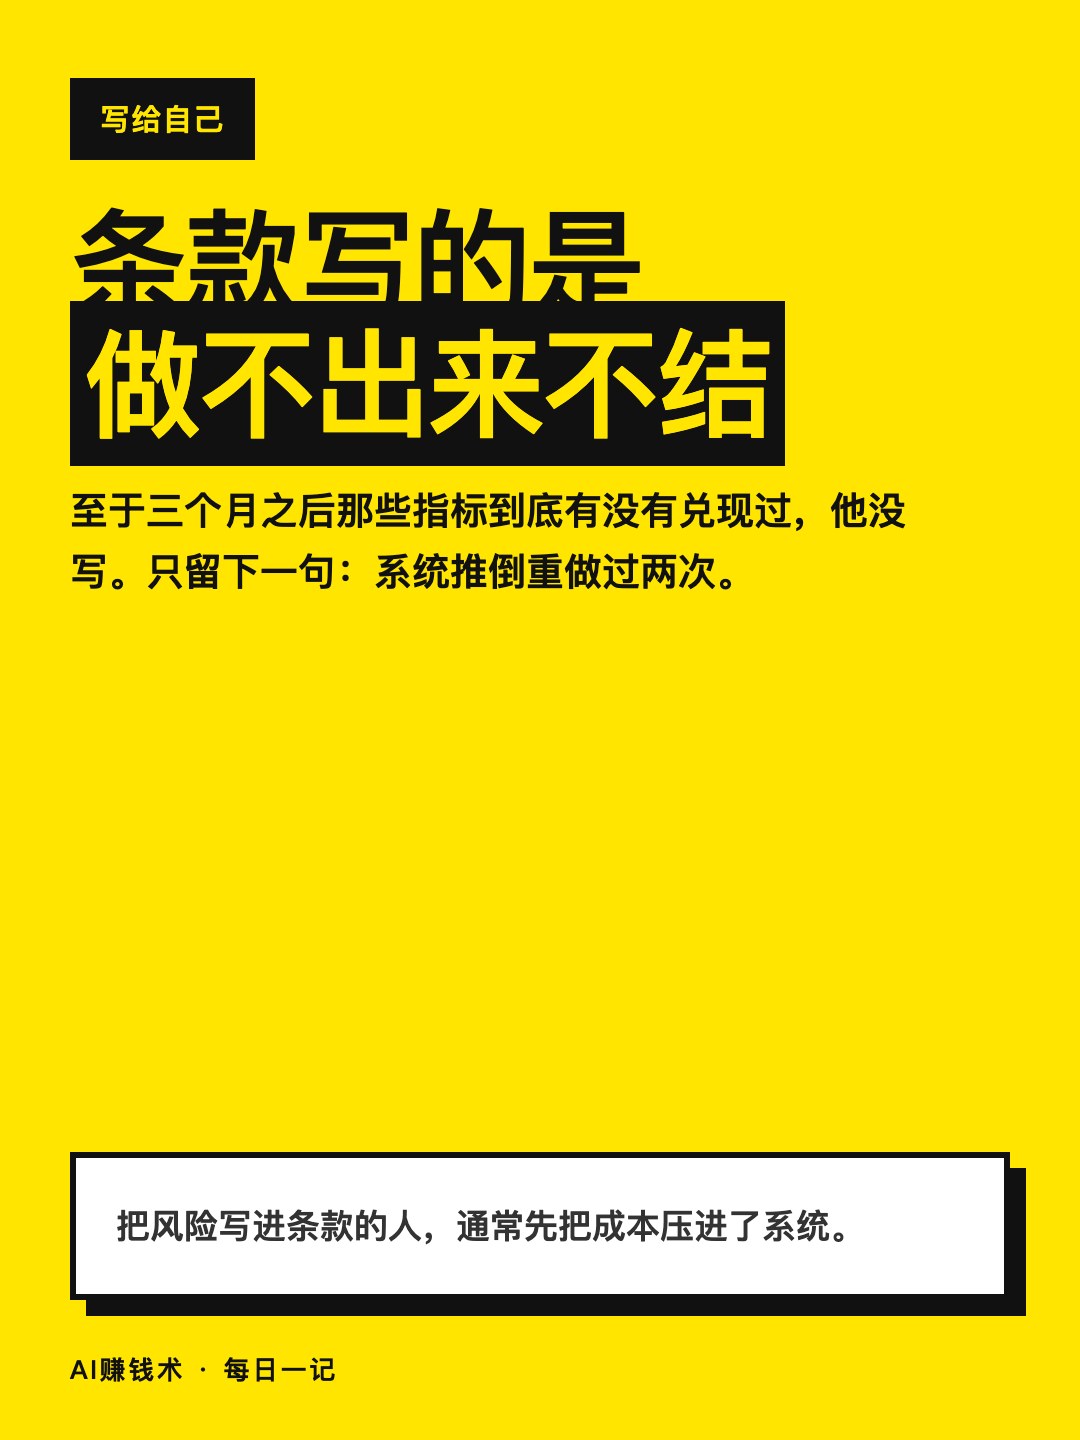 写给自己
条款写的是
做不出来不结
至于三个月之后那些指标到底有没有兑现过，他没
写。只留下一句：系统推倒重做过两次。
把风险写进条款的人，通常先把成本压进了系统。
AI赚钱术 · 每日一记